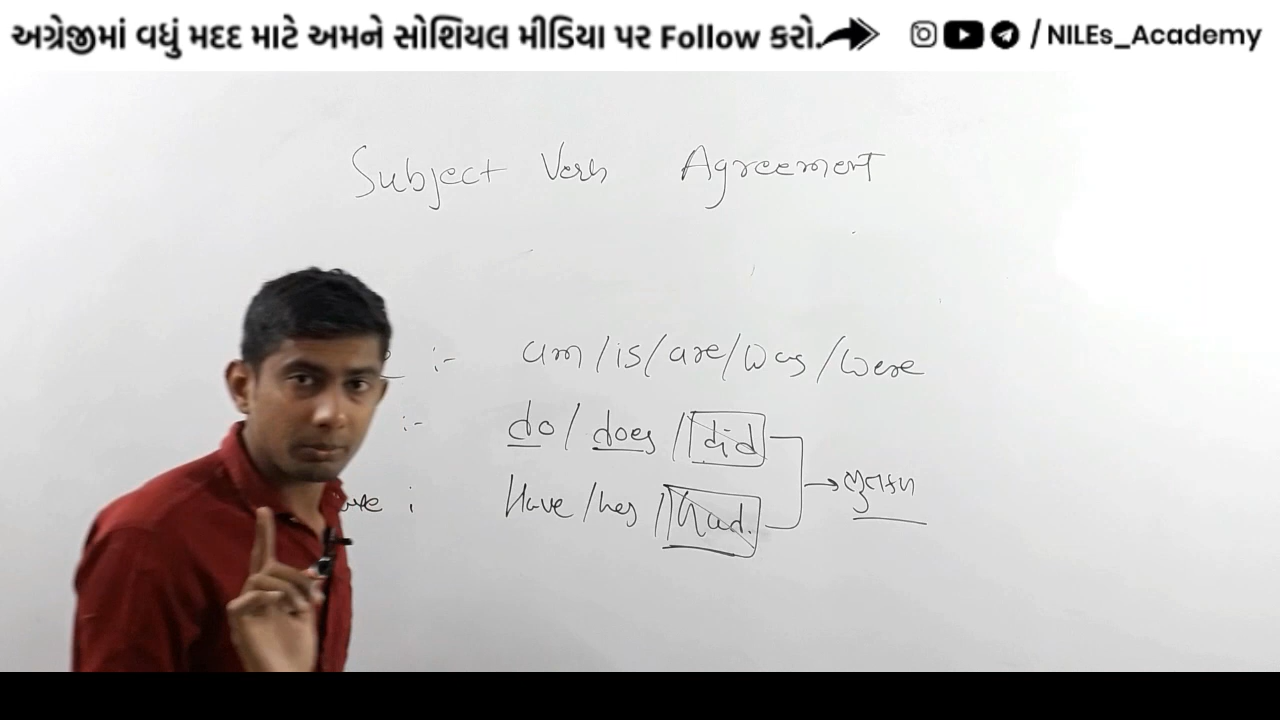 અગ્રેજીમાં વધું મદદ માટે અમને સોશિયલ મીડિયા પર Follow કરો. / NILEs_Academy
Subject Verb Agreement
:- am/is/are/was/were
:- do/does/did
: Have/has/had.
ભુતકાળ